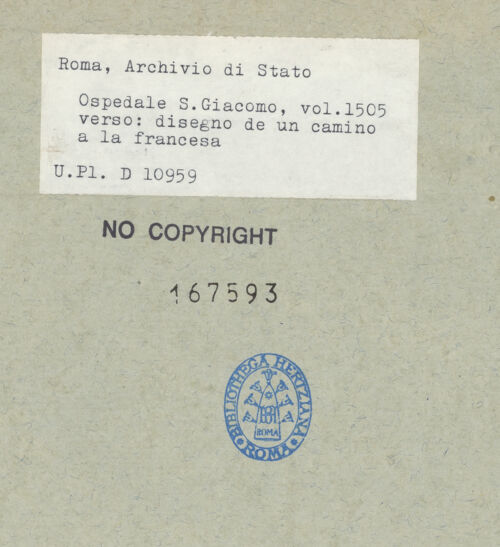 Roma, Archivio di Stato
Ospedale S.Giacomo, vol.1505
verso: disegno de un camino
a la francesa
U.Pl. D 10959
NO COPYRIGHT
167593
BIBLIOTHECA HERTZIANA
ROMA
ROMA